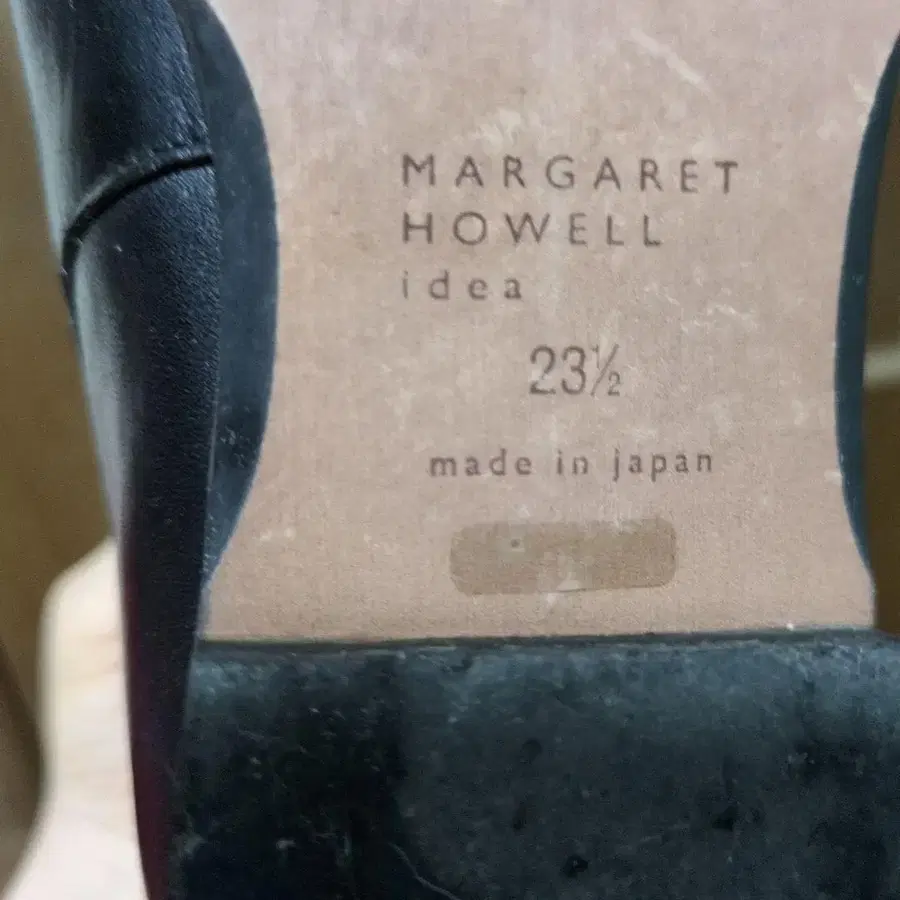 MARGARET
HOWELL
idea
23½
made in japan